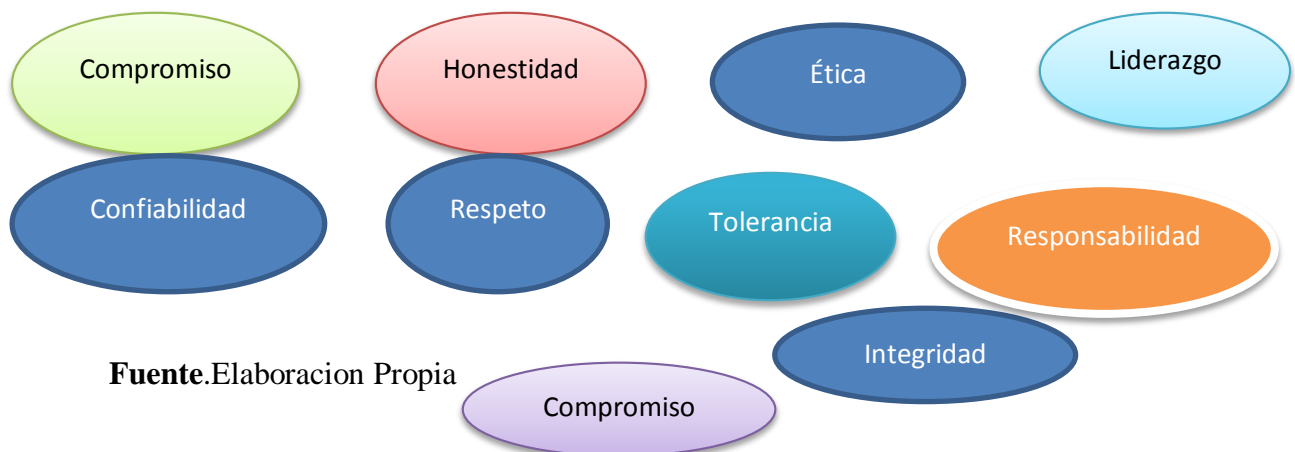 Compromiso
Honestidad
Ética
Liderazgo
Confiabilidad
Respeto
Tolerancia
Responsabilidad
Integridad
Fuente.Elaboracion Propia
Compromiso